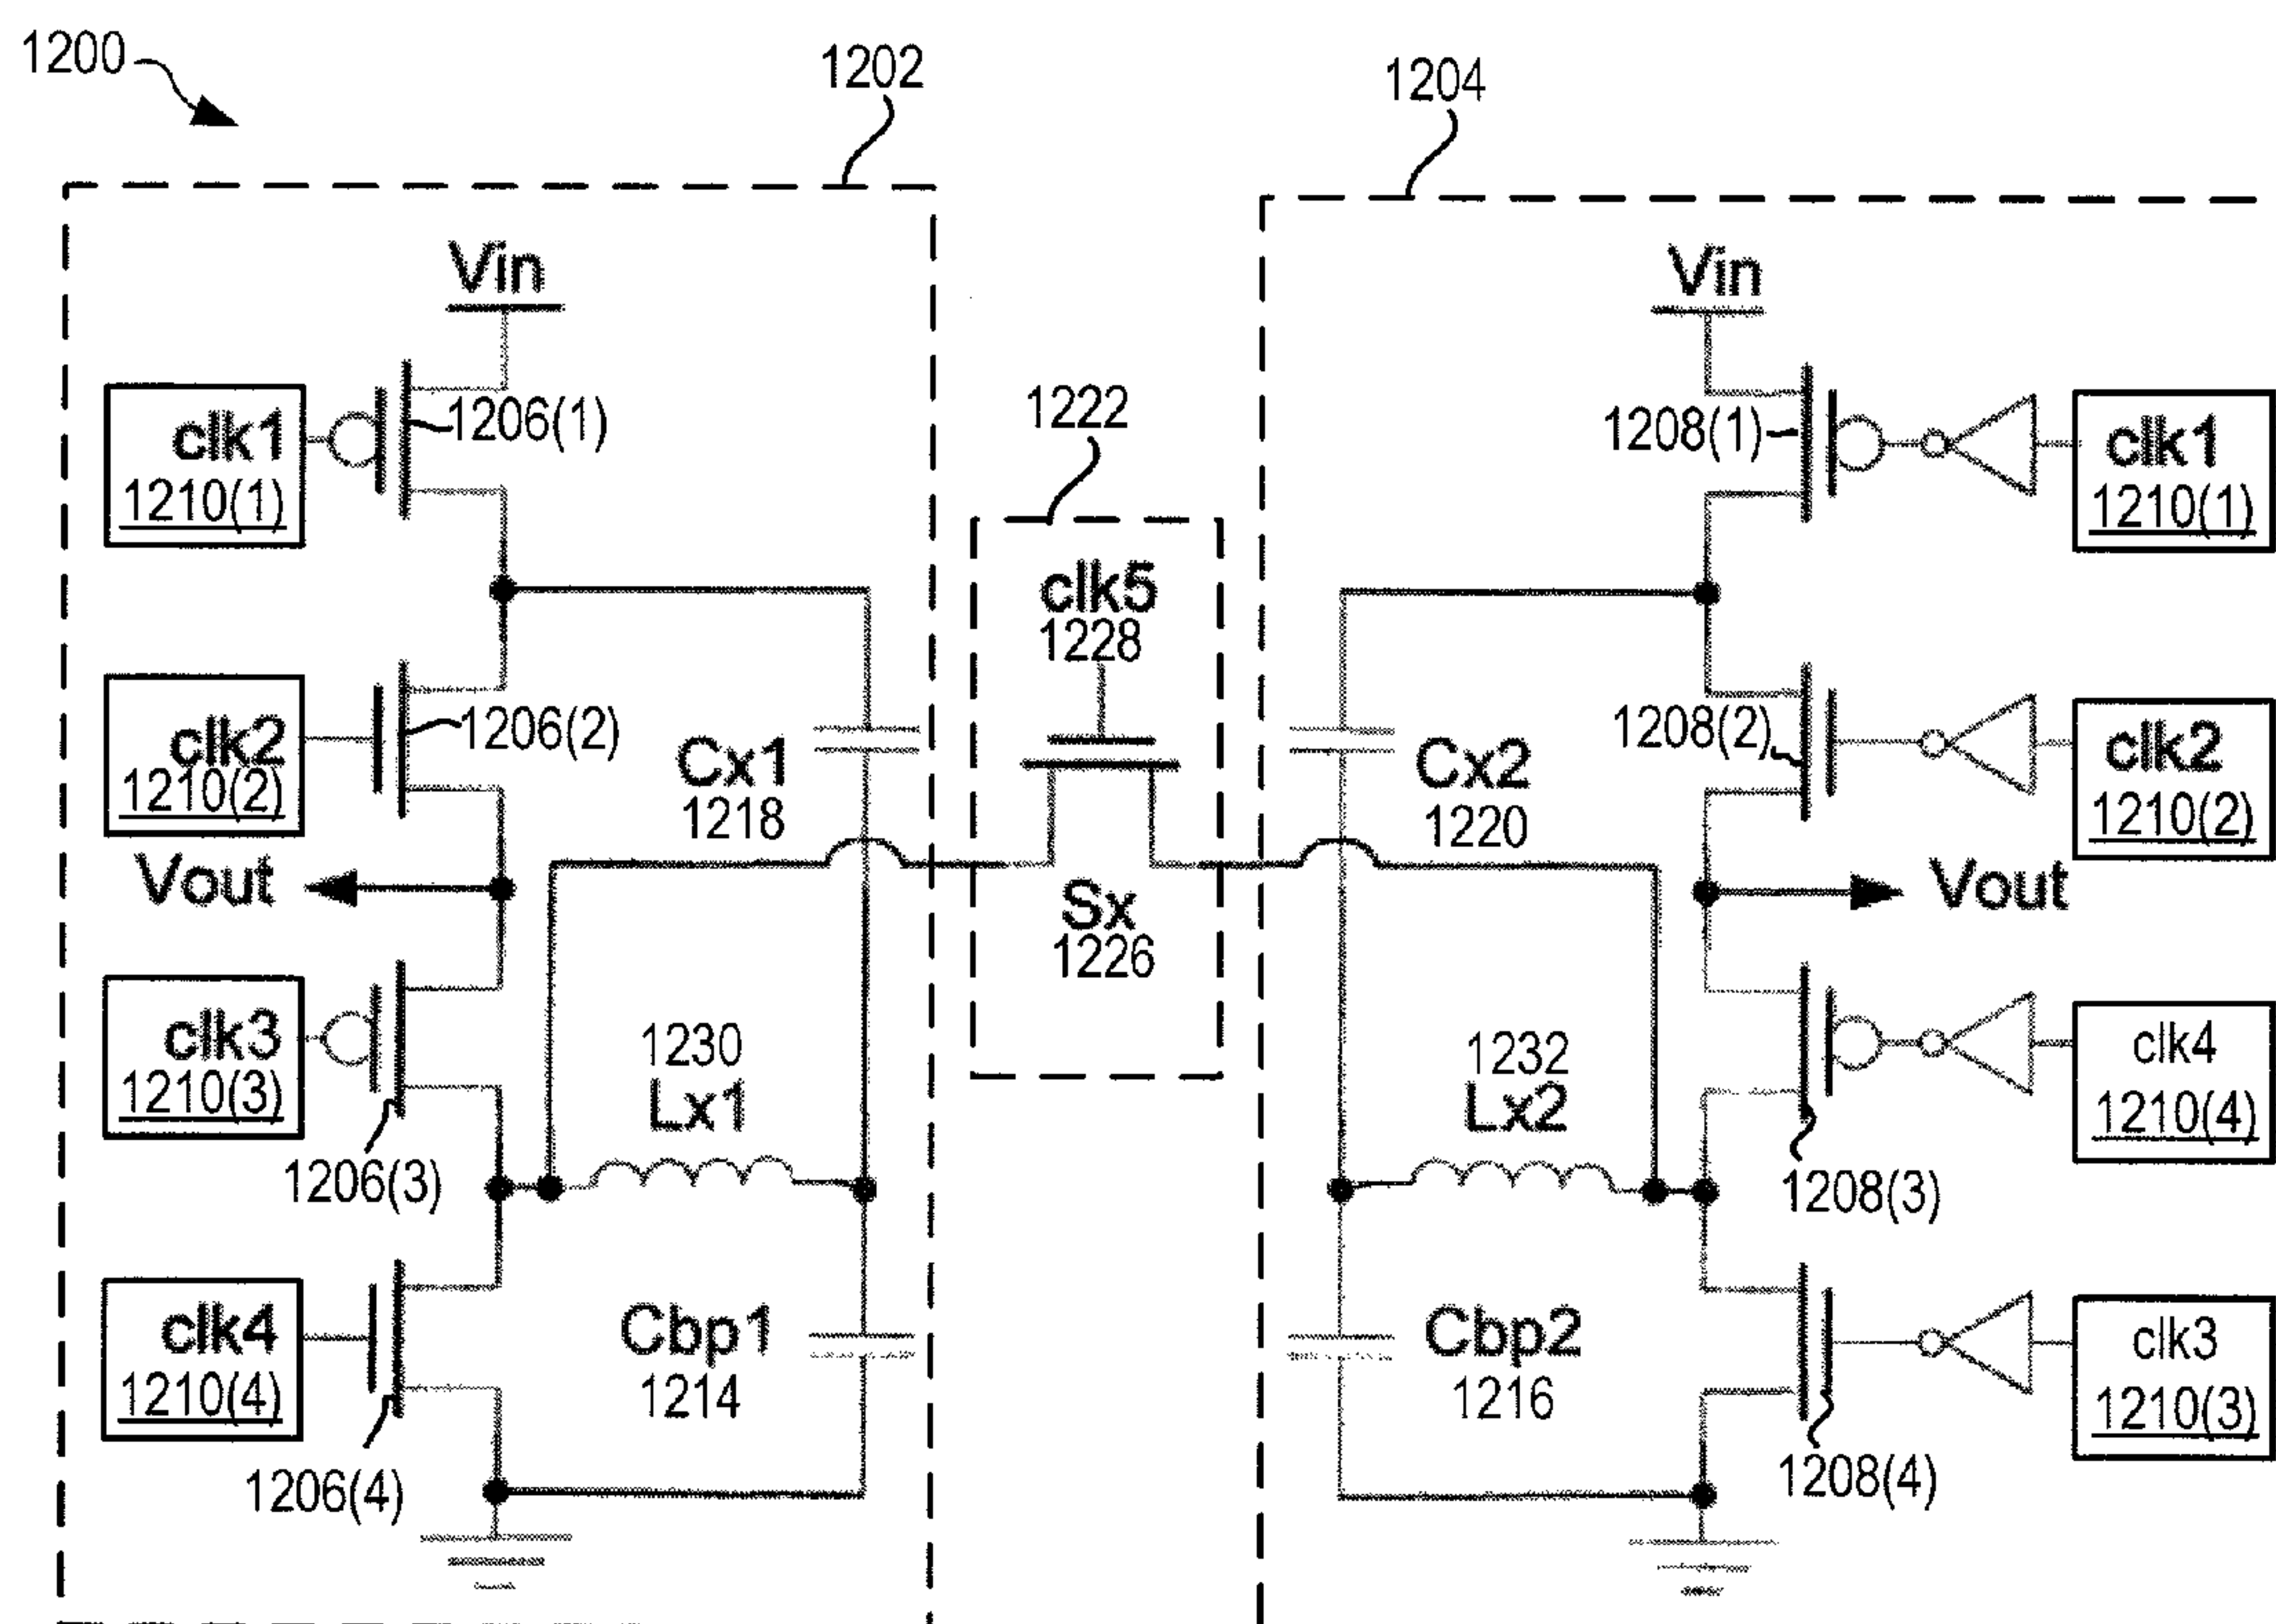 1200
1202
1204
Vin
Vin
clk1
1210(1)
1206(1)
1222
1208(1)
clk1
1210(1)
clk5
1228
clk2
1210(2)
1206(2)
Cx1
1218
Cx2
1220
1208(2)
clk2
1210(2)
Vout
Sx
1226
Vout
clk3
1210(3)
1206(3)
1230
Lx1
1232
Lx2
1208(3)
clk4
1210(4)
clk4
1210(4)
1206(4)
Cbp1
1214
Cbp2
1216
1208(4)
clk3
1210(3)